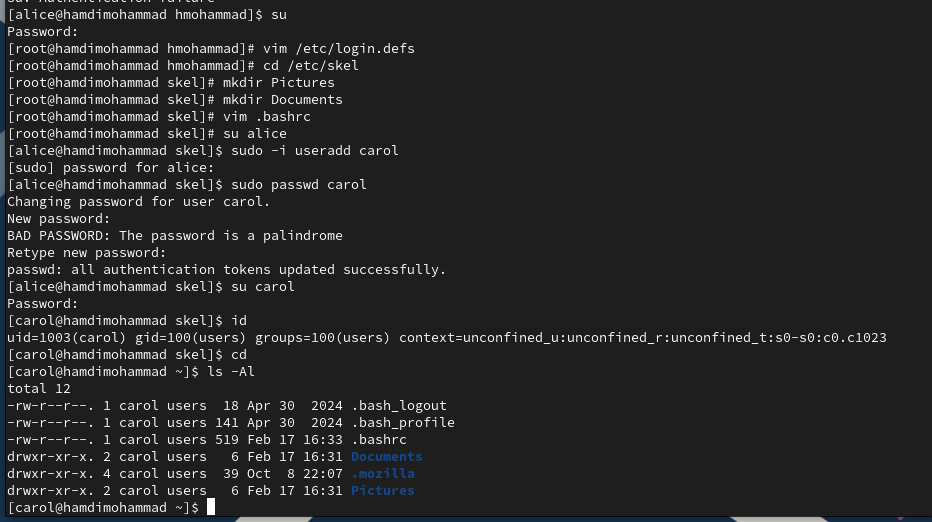 su: Authentication failure
[alice@hamdimohammad hmohammad]$ su
Password:
[root@hamdimohammad hmohammad]# vim /etc/login.defs
[root@hamdimohammad hmohammad]# cd /etc/skel
[root@hamdimohammad skel]# mkdir Pictures
[root@hamdimohammad skel]# mkdir Documents
[root@hamdimohammad skel]# vim .bashrc
[root@hamdimohammad skel]# su alice
[alice@hamdimohammad skel]$ sudo -i useradd carol
[sudo] password for alice:
[alice@hamdimohammad skel]$ sudo passwd carol
Changing password for user carol.
New password:
BAD PASSWORD: The password is a palindrome
Retype new password:
passwd: all authentication tokens updated successfully.
[alice@hamdimohammad skel]$ su carol
Password:
[carol@hamdimohammad skel]$ id
uid=1003(carol) gid=100(users) groups=100(users) context=unconfined_u:unconfined_r:unconfined_t:s0-s0:c0.c1023
[carol@hamdimohammad skel]$ cd
[carol@hamdimohammad ~]$ ls -Al
total 12
-rw-r--r--. 1 carol users  18 Apr 30  2024 .bash_logout
-rw-r--r--. 1 carol users 141 Apr 30  2024 .bash_profile
-rw-r--r--. 1 carol users 519 Feb 17 16:33 .bashrc
drwxr-xr-x. 2 carol users   6 Feb 17 16:31 Documents
drwxr-xr-x. 4 carol users  39 Oct  8 22:07 .mozilla
drwxr-xr-x. 2 carol users   6 Feb 17 16:31 Pictures
[carol@hamdimohammad ~]$